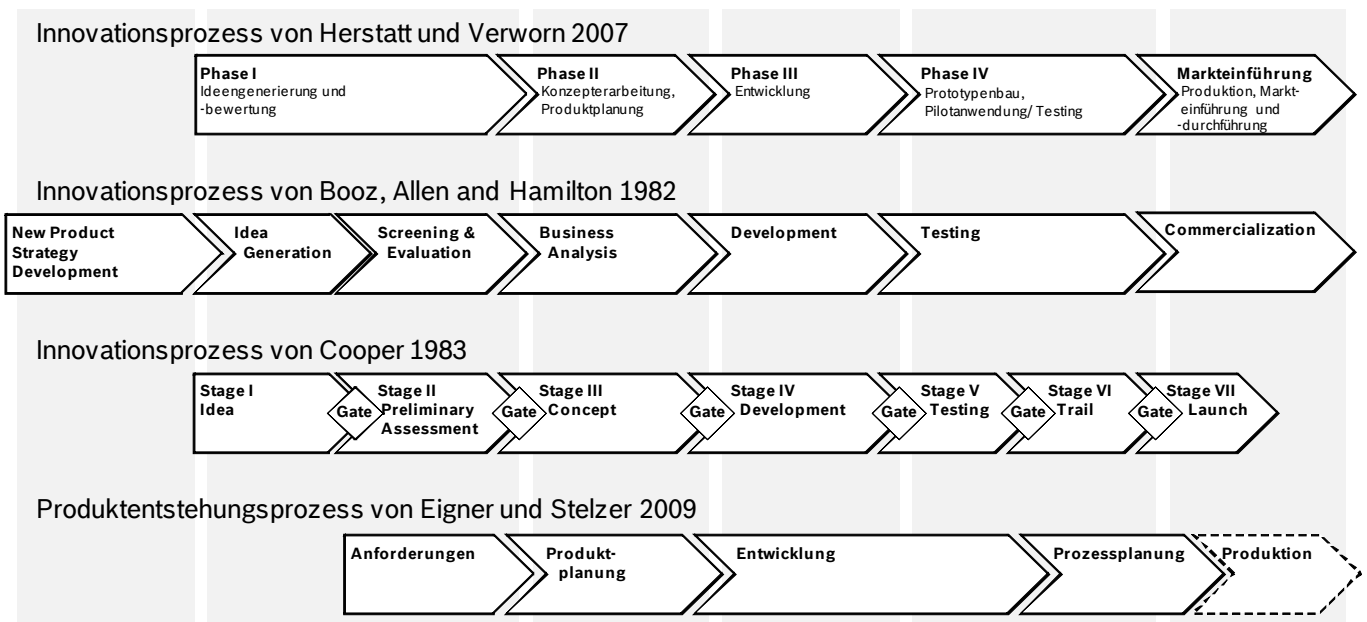 Innovationsprozess von Herstatt und Verworn 2007
Phase I
Ideengenerierung und
-bewertung
Phase II
Konzepterarbeitung,
Produktplanung
Phase III
Entwicklung
Phase IV
Prototypenbau,
Pilotanwendung/ Testing
Markteinführung
Produktion, Markt-
einführung und
-durchführung
Innovationsprozess von Booz, Allen and Hamilton 1982
New Product
Strategy
Development
Idea
Generation
Screening &
Evaluation
Business
Analysis
Development
Testing
Commercialization
Innovationsprozess von Cooper 1983
Stage I
Idea
Gate
Stage II
Preliminary
Assessment
Gate
Stage III
Concept
Gate
Stage IV
Development
Gate
Stage V
Testing
Gate
Stage VI
Trail
Gate
Stage VII
Launch
Produktentstehungsprozess von Eigner und Stelzer 2009
Anforderungen
Produkt-
planung
Entwicklung
Prozessplanung
Produktion